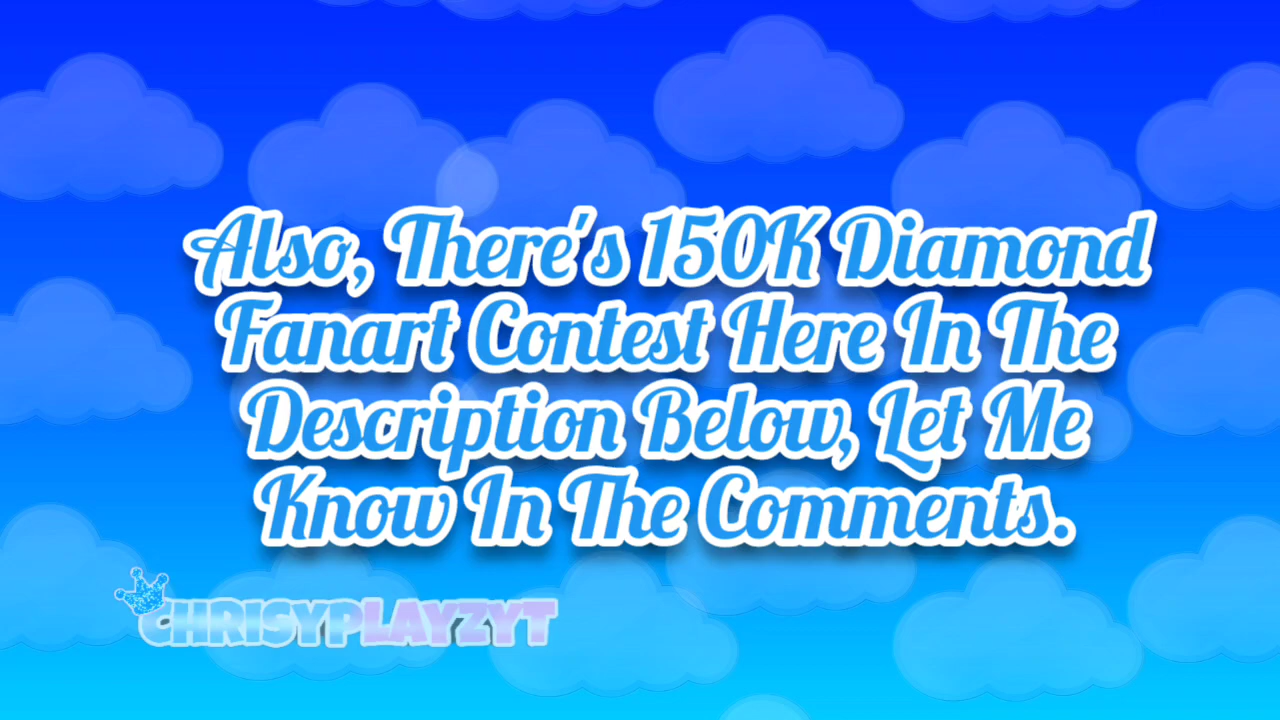 Also, There's 150K Diamond
Fanart Contest Here In The
Description Below, Let Me
Know In The Comments.
CHRISYPLAYZYT